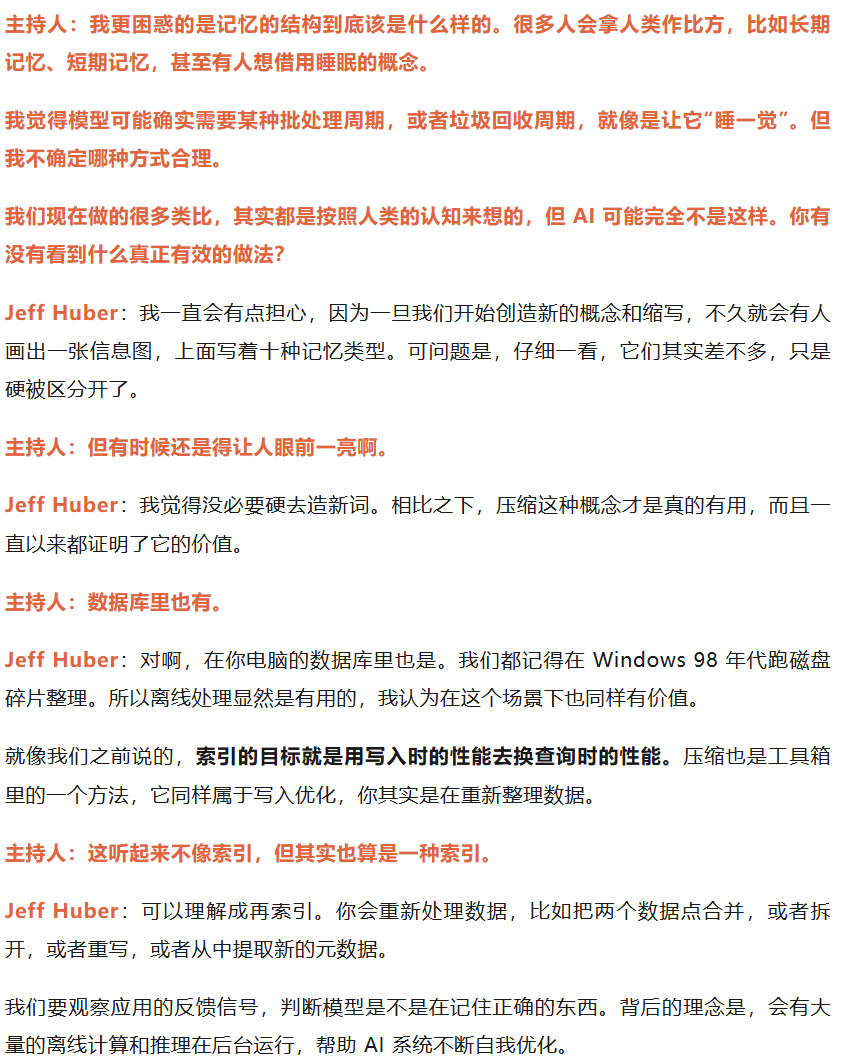 主持人：我更困惑的是记忆的结构到底该是什么样的。很多人会拿人类作比方，比如长期
记忆、短期记忆，甚至有人想借用睡眠的概念。
我觉得模型可能确实需要某种批处理周期，或者垃圾回收周期，就像是让它“睡一觉”。但
我不确定哪种方式合理。
我们现在做的很多类比，其实都是按照人类的认知来想的，但 AI 可能完全不是这样。你有
没有看到什么真正有效的做法？
Jeff Huber：我一直会有点担心，因为一旦我们开始创造新的概念和缩写，不久就会有人
画出一张信息图，上面写着十种记忆类型。可问题是，仔细一看，它们其实差不多，只是
硬被区分开了。
主持人：但有时候还是得让人眼前一亮啊。
Jeff Huber：我觉得没必要硬去造新词。相比之下，压缩这种概念才是真的有用，而且一
直以来都证明了它的价值。
主持人：数据库里也有。
Jeff Huber：对啊，在你电脑的数据库里也是。我们都记得在 Windows 98 年代跑磁盘
碎片整理。所以离线处理显然是有用的，我认为在这个场景下也同样有价值。
就像我们之前说的，索引的目标就是用写入时的性能去换查询时的性能。压缩也是工具箱
里的一个方法，它同样属于写入优化，你其实是在重新整理数据。
主持人：这听起来不像索引，但其实也算是一种索引。
Jeff Huber：可以理解成再索引。你会重新处理数据，比如把两个数据点合并，或者拆
开，或者重写，或者从中提取新的元数据。
我们要观察应用的反馈信号，判断模型是不是在记住正确的东西。背后的理念是，会有大
量的离线计算和推理在后台运行，帮助 AI 系统不断自我优化。